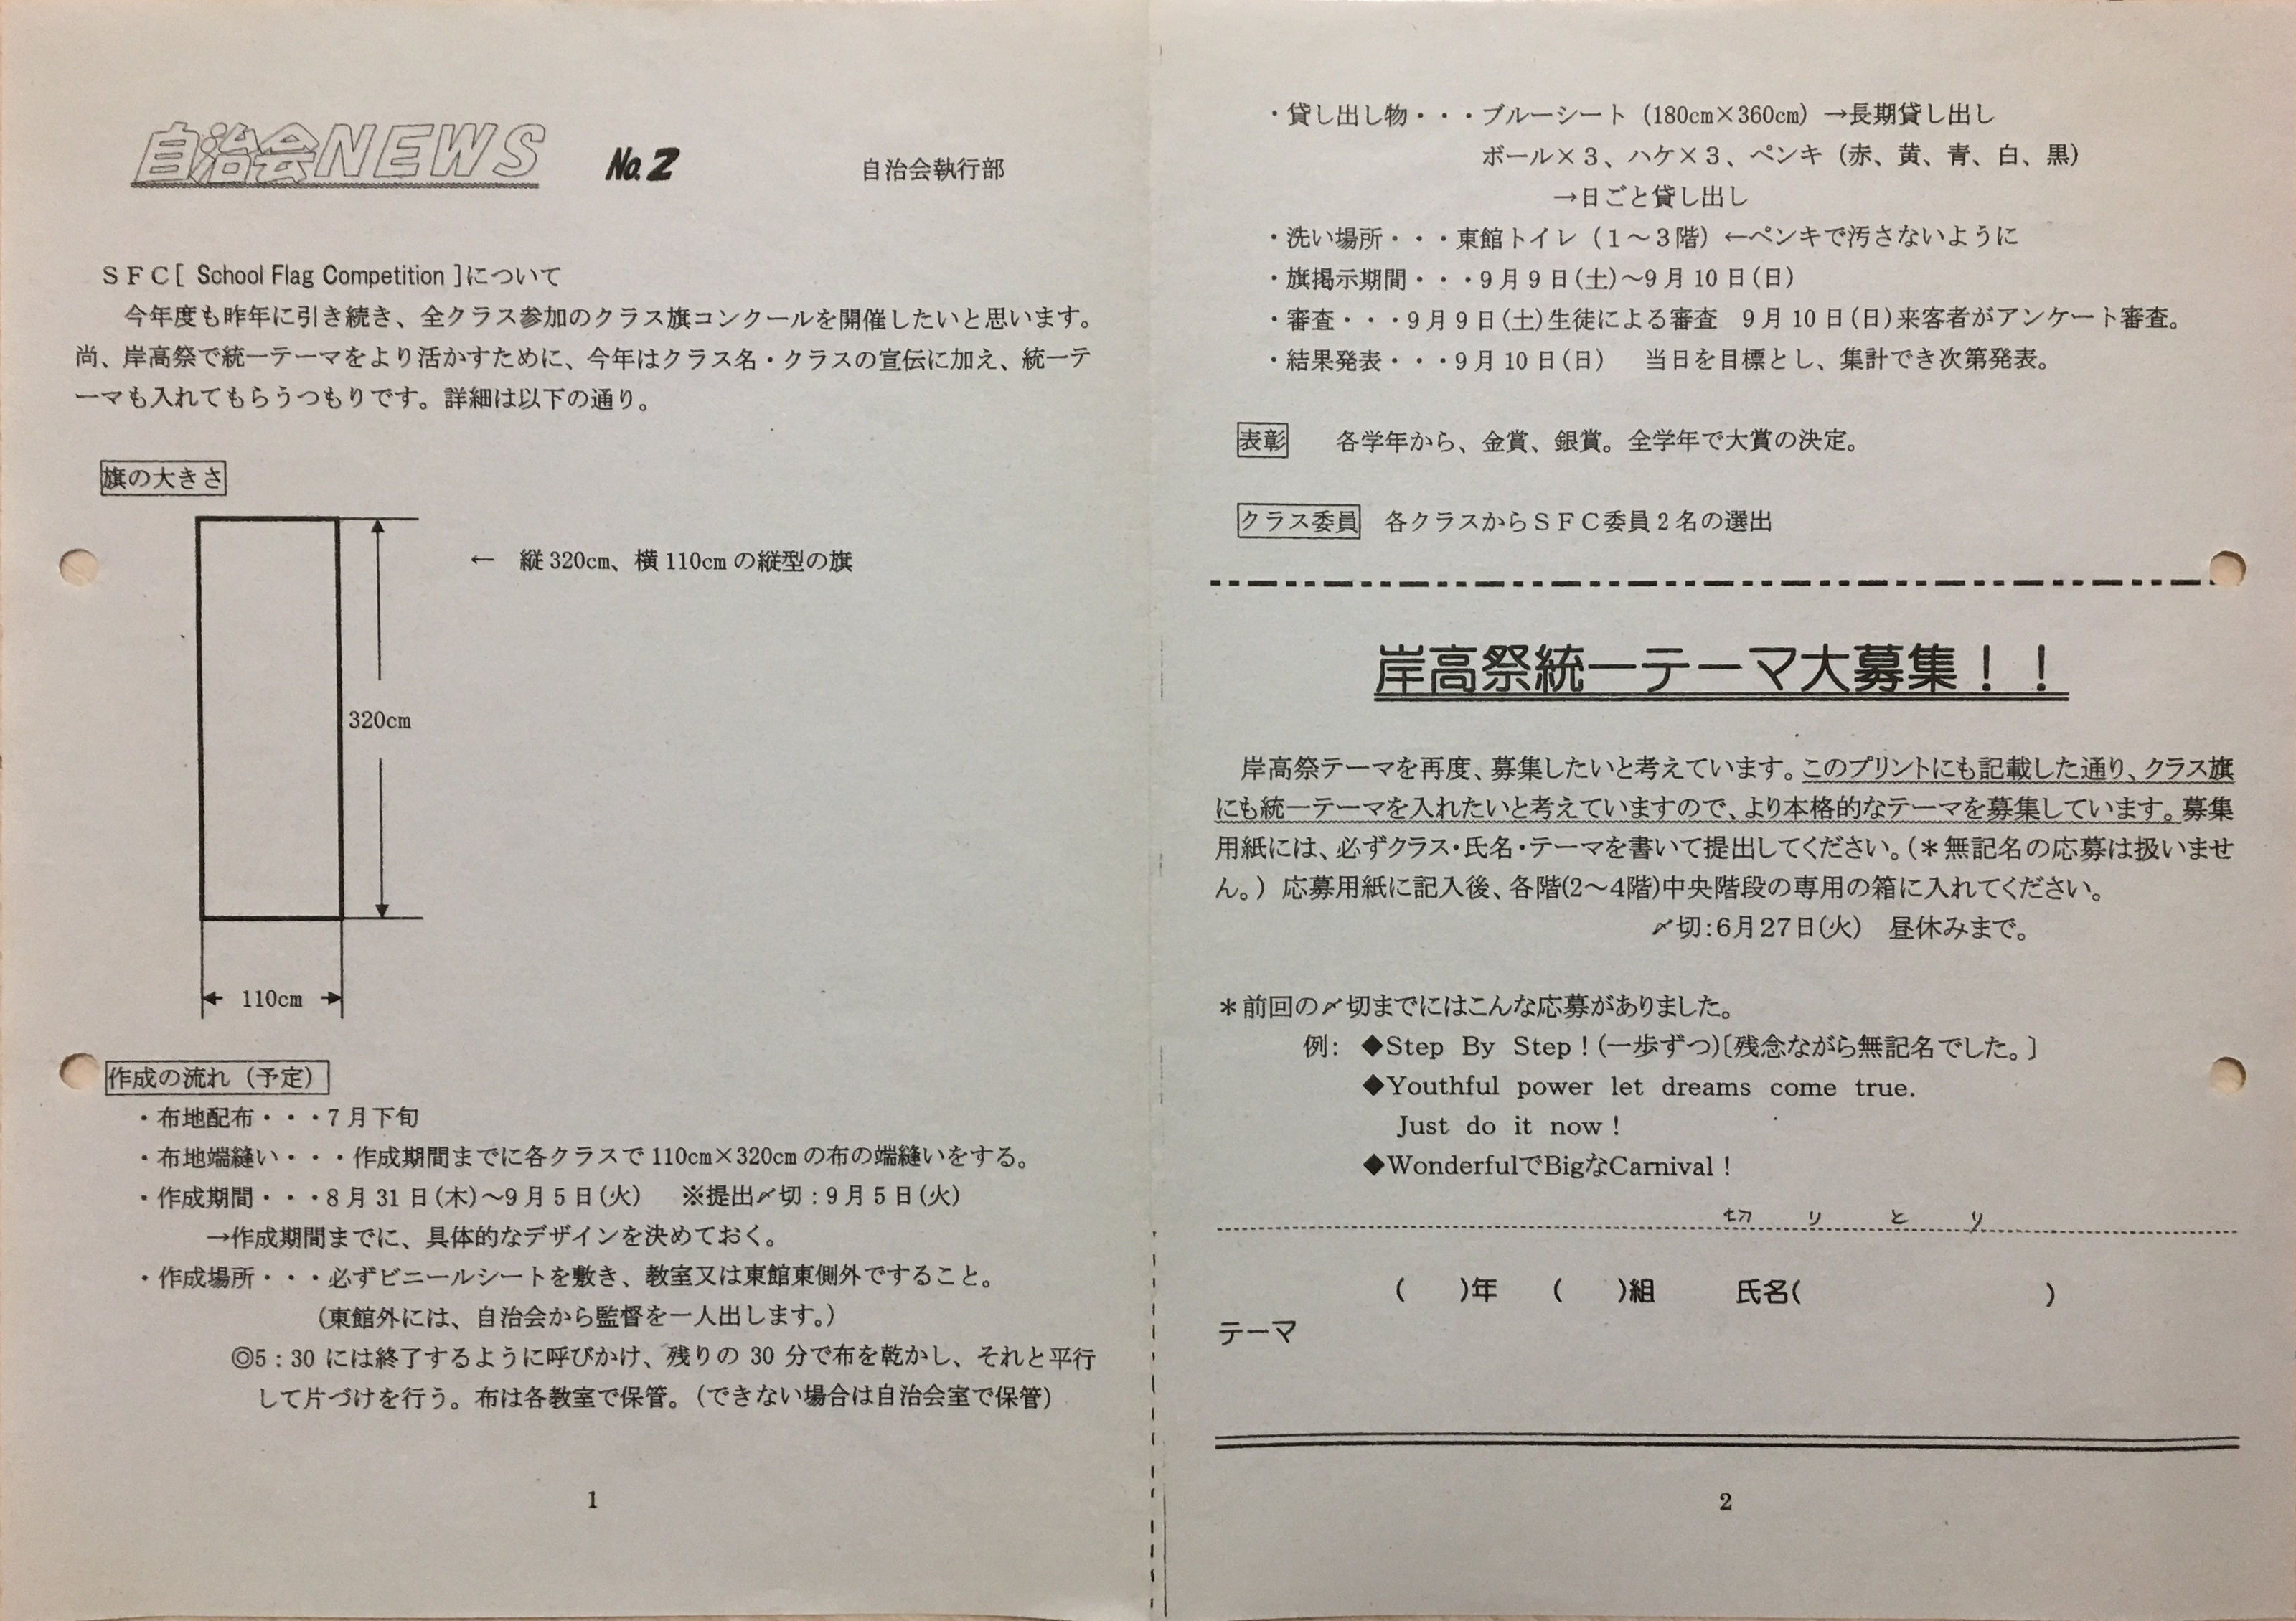 自治会NEWS No.2 自治会執行部
ＳＦＣ[ School Flag Competition ]について
今年度も昨年に引き続き、全クラス参加のクラス旗コンクールを開催したいと思います。
尚、岸高祭で統一テーマをより活かすために、今年はクラス名・クラスの宣伝に加え、統一テ
ーマも入れてもらうつもりです。詳細は以下の通り。
旗の大きさ
← 縦320cm、横110cmの縦型の旗
320cm
110cm
作成の流れ（予定）
・布地配布・・・7月下旬
・布地端縫い・・・作成期間までに各クラスで110cm×320cmの布の端縫いをする。
・作成期間・・・8月31日(木)～9月5日(火) ※提出〆切：9月5日(火)
→作成期間までに、具体的なデザインを決めておく。
・作成場所・・・必ずビニールシートを敷き、教室又は東館東側外ですること。
(東館外には、自治会から監督を一人出します。)
◎5：30には終了するように呼びかけ、残りの30分で布を乾かし、それと平行
して片づけを行う。布は各教室で保管。（できない場合は自治会室で保管）
1
・貸し出し物・・・ブルーシート（180cm×360cm）→長期貸し出し
ボール×３、ハケ×３、ペンキ（赤、黄、青、白、黒）
→日ごと貸し出し
・洗い場所・・・東館トイレ（１～３階）←ペンキで汚さないように
・旗掲示期間・・・9月9日(土)～9月10日(日)
・審査・・・9月9日(土)生徒による審査 9月10日(日)来客者がアンケート審査。
・結果発表・・・9月10日(日) 当日を目標とし、集計でき次第発表。
表彰 各学年から、金賞、銀賞。全学年で大賞の決定。
クラス委員 各クラスからＳＦＣ委員2名の選出
岸高祭統一テーマ大募集！！
岸高祭テーマを再度、募集したいと考えています。このプリントにも記載した通り、クラス旗
にも統一テーマを入れたいと考えていますので、より本格的なテーマを募集しています。募集
用紙には、必ずクラス・氏名・テーマを書いて提出してください。（＊無記名の応募は扱いませ
ん。）応募用紙に記入後、各階(2～4階)中央階段の専用の箱に入れてください。
〆切：6月27日(火) 昼休みまで。
＊前回の〆切までにはこんな応募がありました。
例： ◆Step By Step！(一歩ずつ)〔残念ながら無記名でした。〕
◆Youthful power let dreams come true.
Just do it now！
◆WonderfulでBigなCarnival！
切りとり
( )年 ( )組 氏名( )
テーマ
2